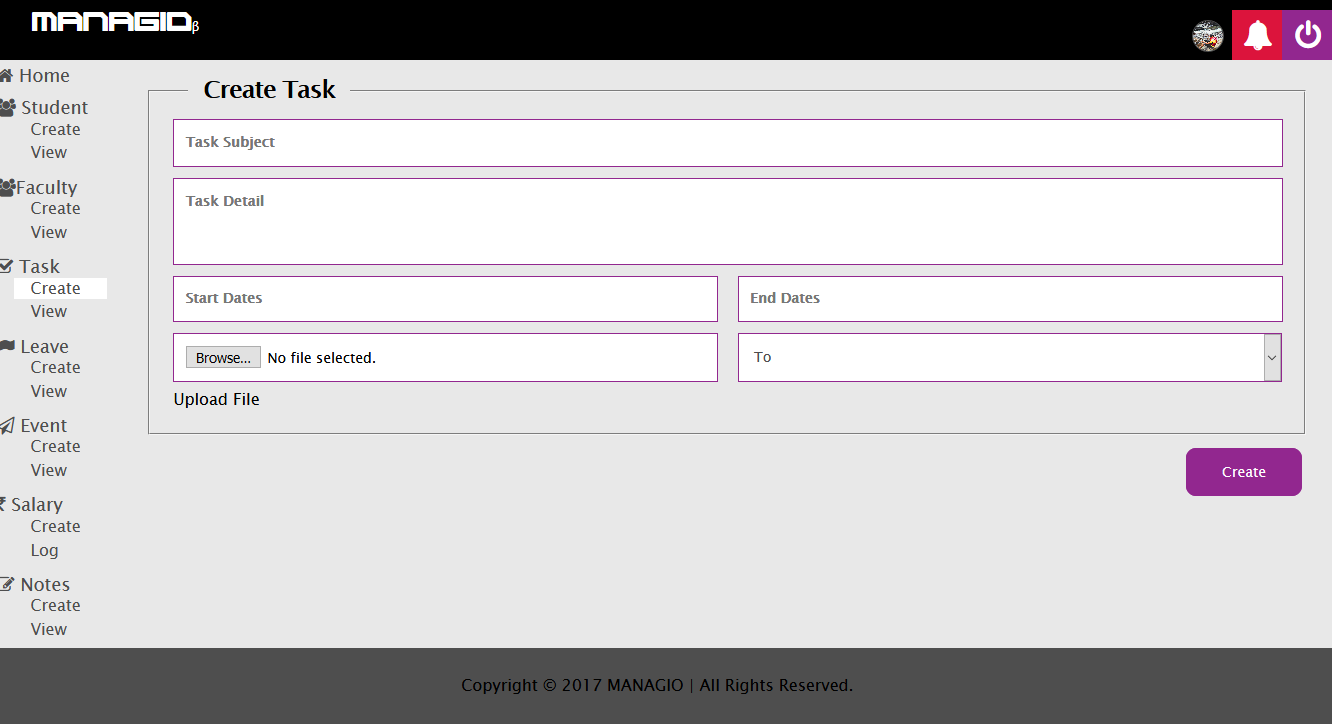 MANAGIOβ
Home
Student
Create
View
Faculty
Create
View
Task
Create
View
Leave
Create
View
Event
Create
View
₹ Salary
Create
Log
Notes
Create
View
Create Task
Task Subject
Task Detail
Start Dates End Dates
Browse... No file selected. To
Upload File
Create
Copyright © 2017 MANAGIO | All Rights Reserved.